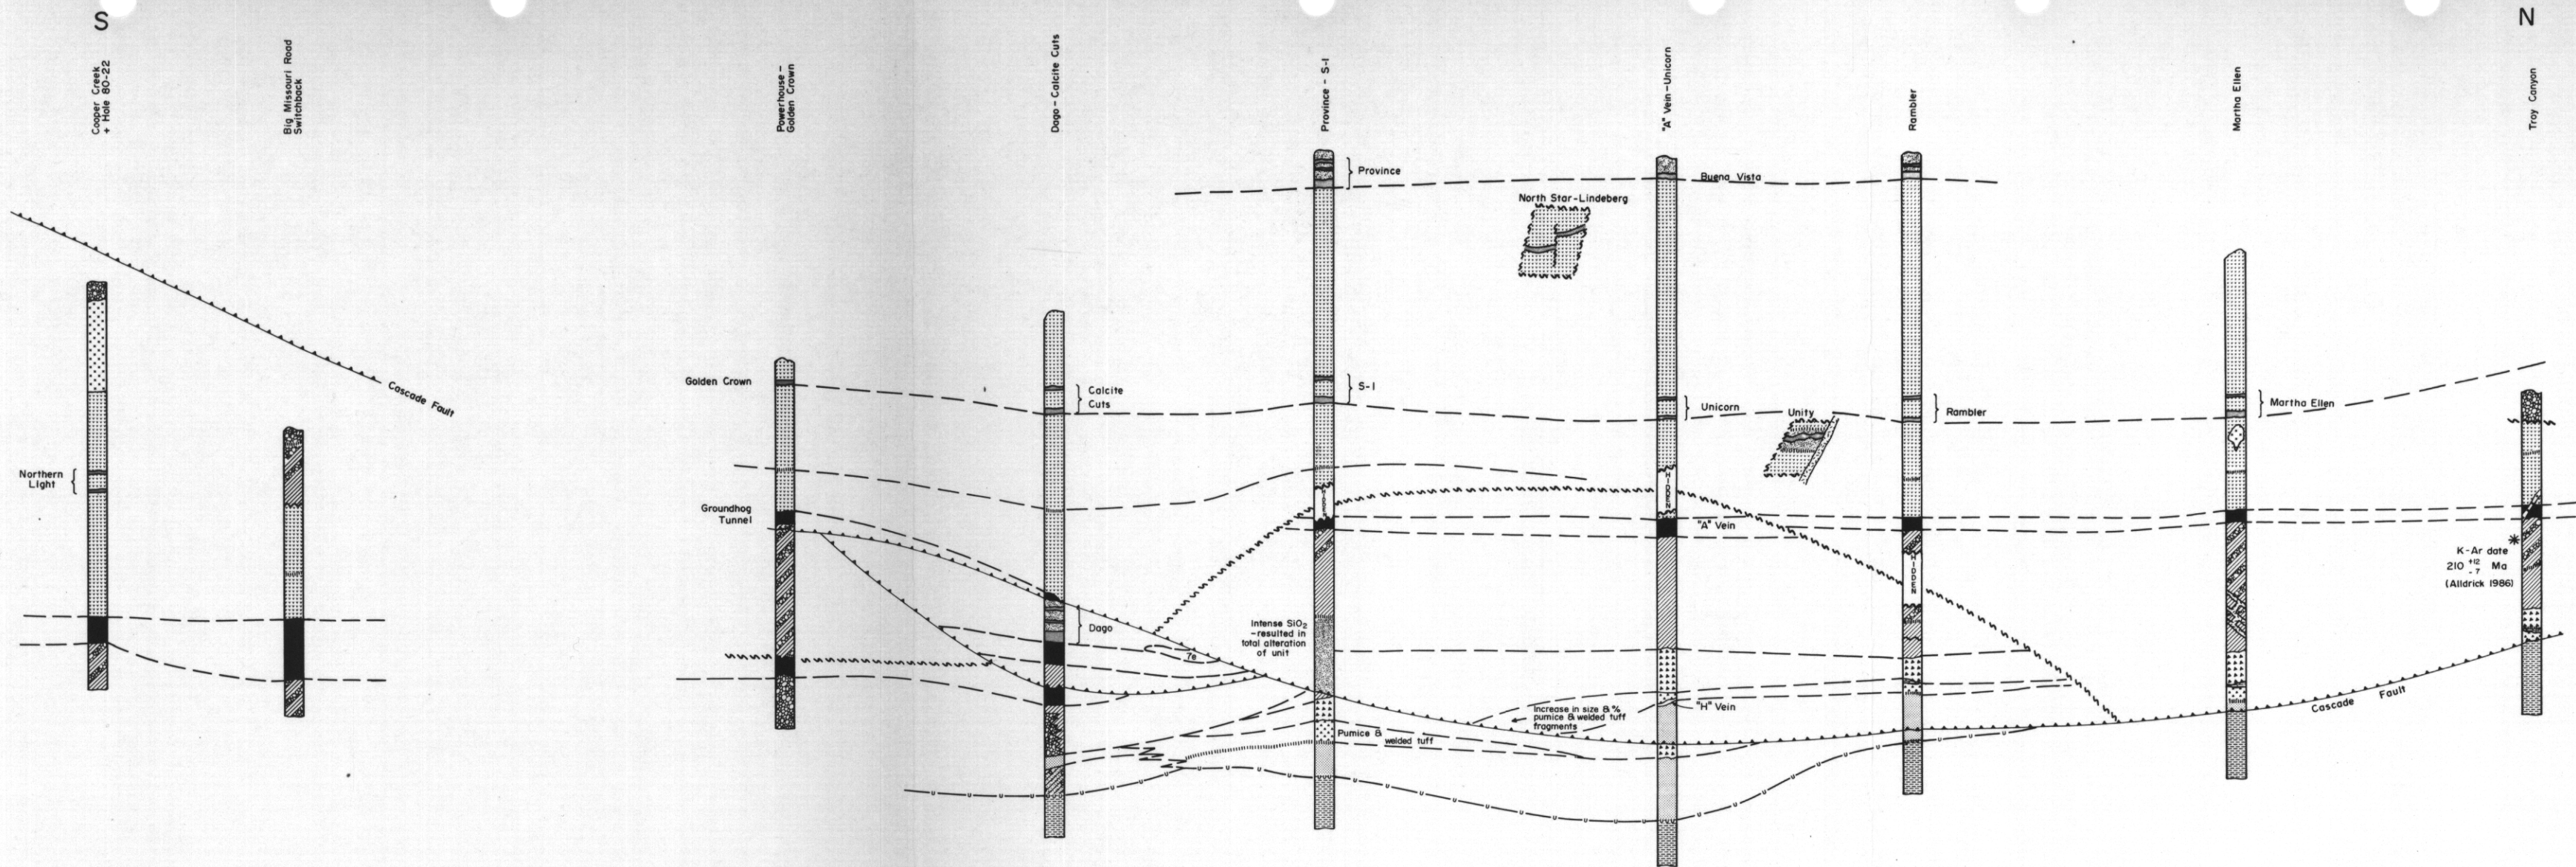 S
N
Cooper Creek
+ Hole 80-22
Big Missouri Road
Switchback
Powerhouse -
Golden Crown
Dago - Calcite Cuts
Province - S-1
"A" Vein - Unicorn
Rambler
Martha Ellen
Troy Canyon
Province
Buena Vista
North Star - Lindeberg
Cascade Fault
Golden Crown
Calcite
Cuts
S-1
Unicorn
Unity
Rambler
Martha Ellen
Northern
Light
HIDDEN
Groundhog
Tunnel
"A" Vein
K-Ar date
210 +12 Ma
- 7
(Alldrick 1986)
HIDDEN
Dago
7e
Intense SiO2
- resulted in
total alteration
of unit
"H" Vein
Increase in size & %
pumice & welded tuff
fragments
Pumice &
welded tuff
Cascade Fault